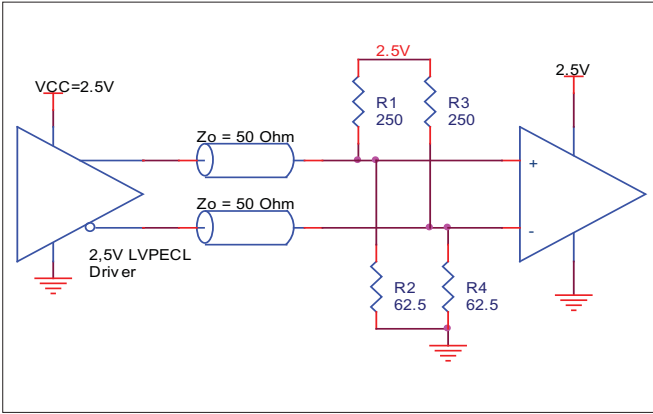 2.5V
VCC=2.5V
2.5V
R1
250
R3
250
Zo = 50 Ohm
+
Zo = 50 Ohm
-
2,5V LVPECL
Driver
R2
62.5
R4
62.5